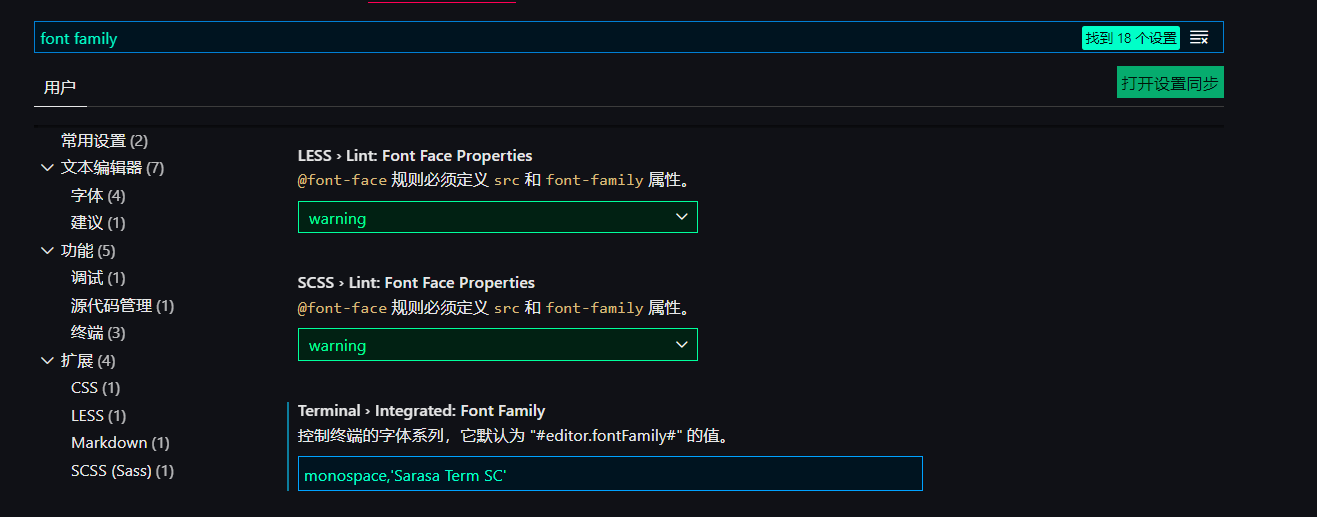 font family
找到 18 个设置
用户
打开设置同步
常用设置 (2)
文本编辑器 (7)
字体 (4)
建议 (1)
功能 (5)
调试 (1)
源代码管理 (1)
终端 (3)
扩展 (4)
CSS (1)
LESS (1)
Markdown (1)
SCSS (Sass) (1)
LESS › Lint: Font Face Properties
@font-face 规则必须定义 src 和 font-family 属性。
warning
SCSS › Lint: Font Face Properties
@font-face 规则必须定义 src 和 font-family 属性。
warning
Terminal › Integrated: Font Family
控制终端的字体系列，它默认为 "#editor.fontFamily#" 的值。
monospace,'Sarasa Term SC'